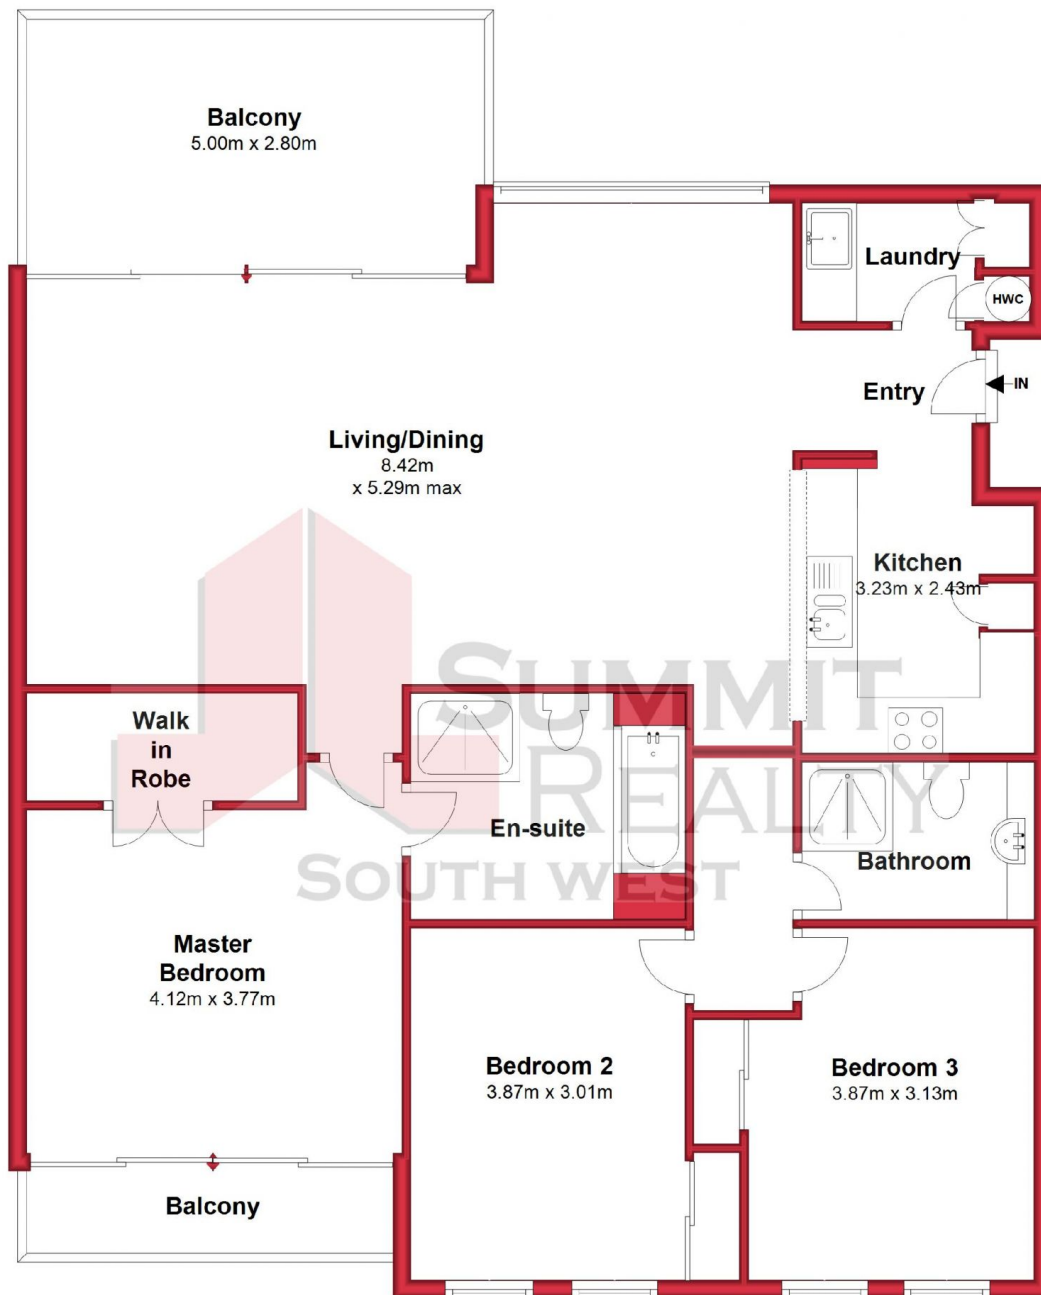 Balcony
5.00m x 2.80m
Laundry
HWC
Entry
IN
Living/Dining
8.42m
x 5.29m max
Kitchen
3.23m x 2.43m
SUMMIT
REALTY
SOUTH WEST
Walk
in
Robe
En-suite
Bathroom
Master
Bedroom
4.12m x 3.77m
Bedroom 2
3.87m x 3.01m
Bedroom 3
3.87m x 3.13m
Balcony